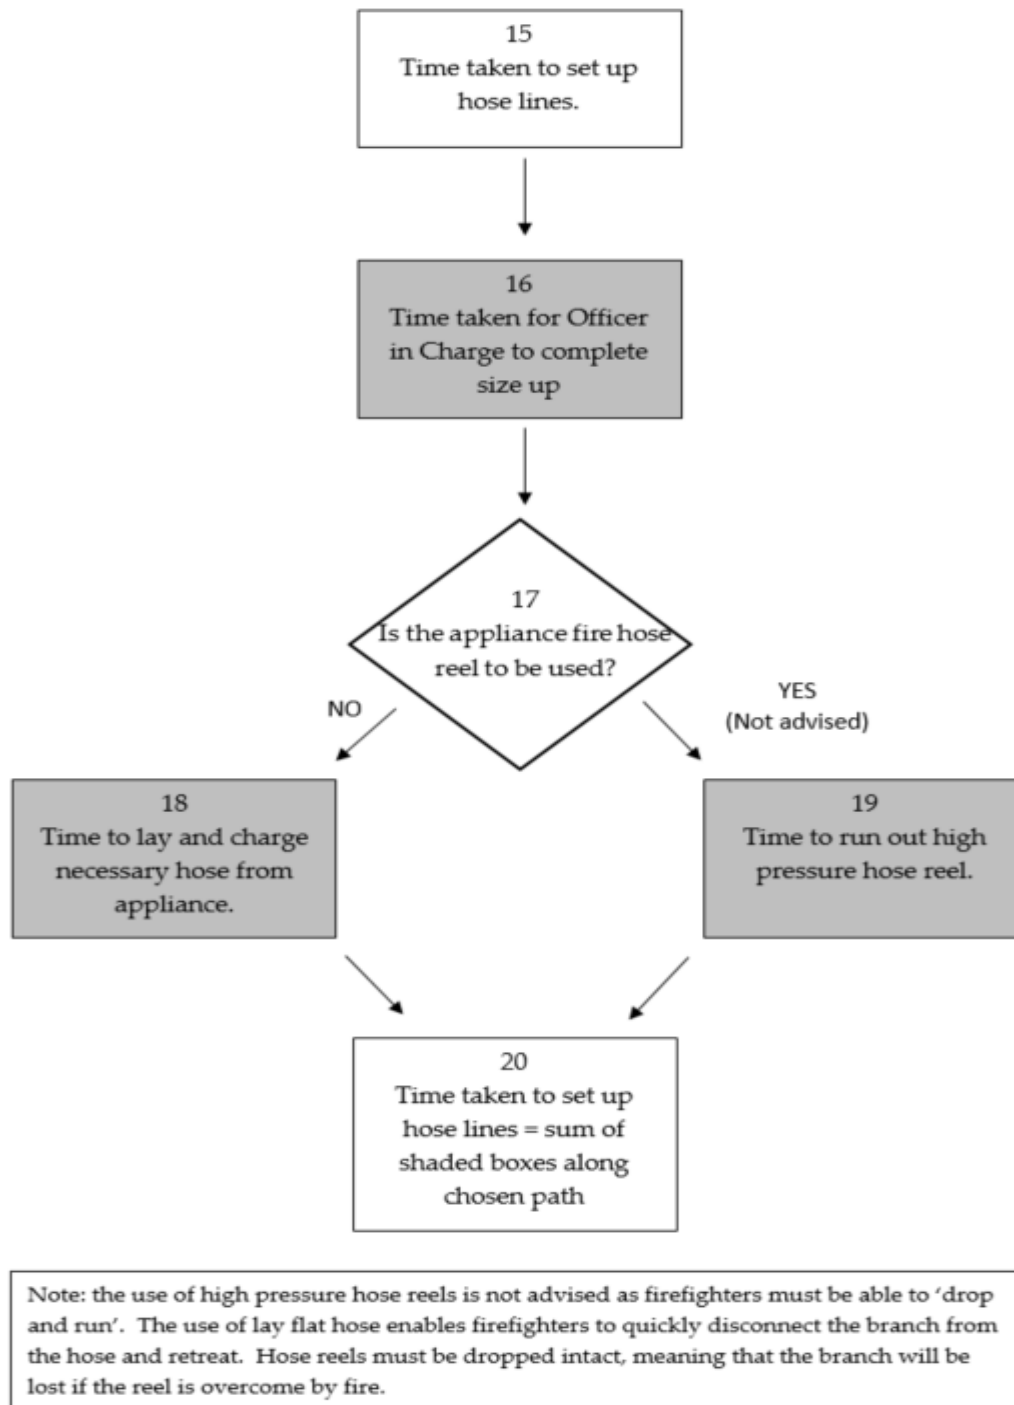 15
Time taken to set up
hose lines.
16
Time taken for Officer
in Charge to complete
size up
17
Is the appliance fire hose
reel to be used?
NO
YES
(Not advised)
18
Time to lay and charge
necessary hose from
appliance.
19
Time to run out high
pressure hose reel.
20
Time taken to set up
hose lines = sum of
shaded boxes along
chosen path
Note: the use of high pressure hose reels is not advised as firefighters must be able to ‘drop
and run’. The use of lay flat hose enables firefighters to quickly disconnect the branch from
the hose and retreat. Hose reels must be dropped intact, meaning that the branch will be
lost if the reel is overcome by fire.